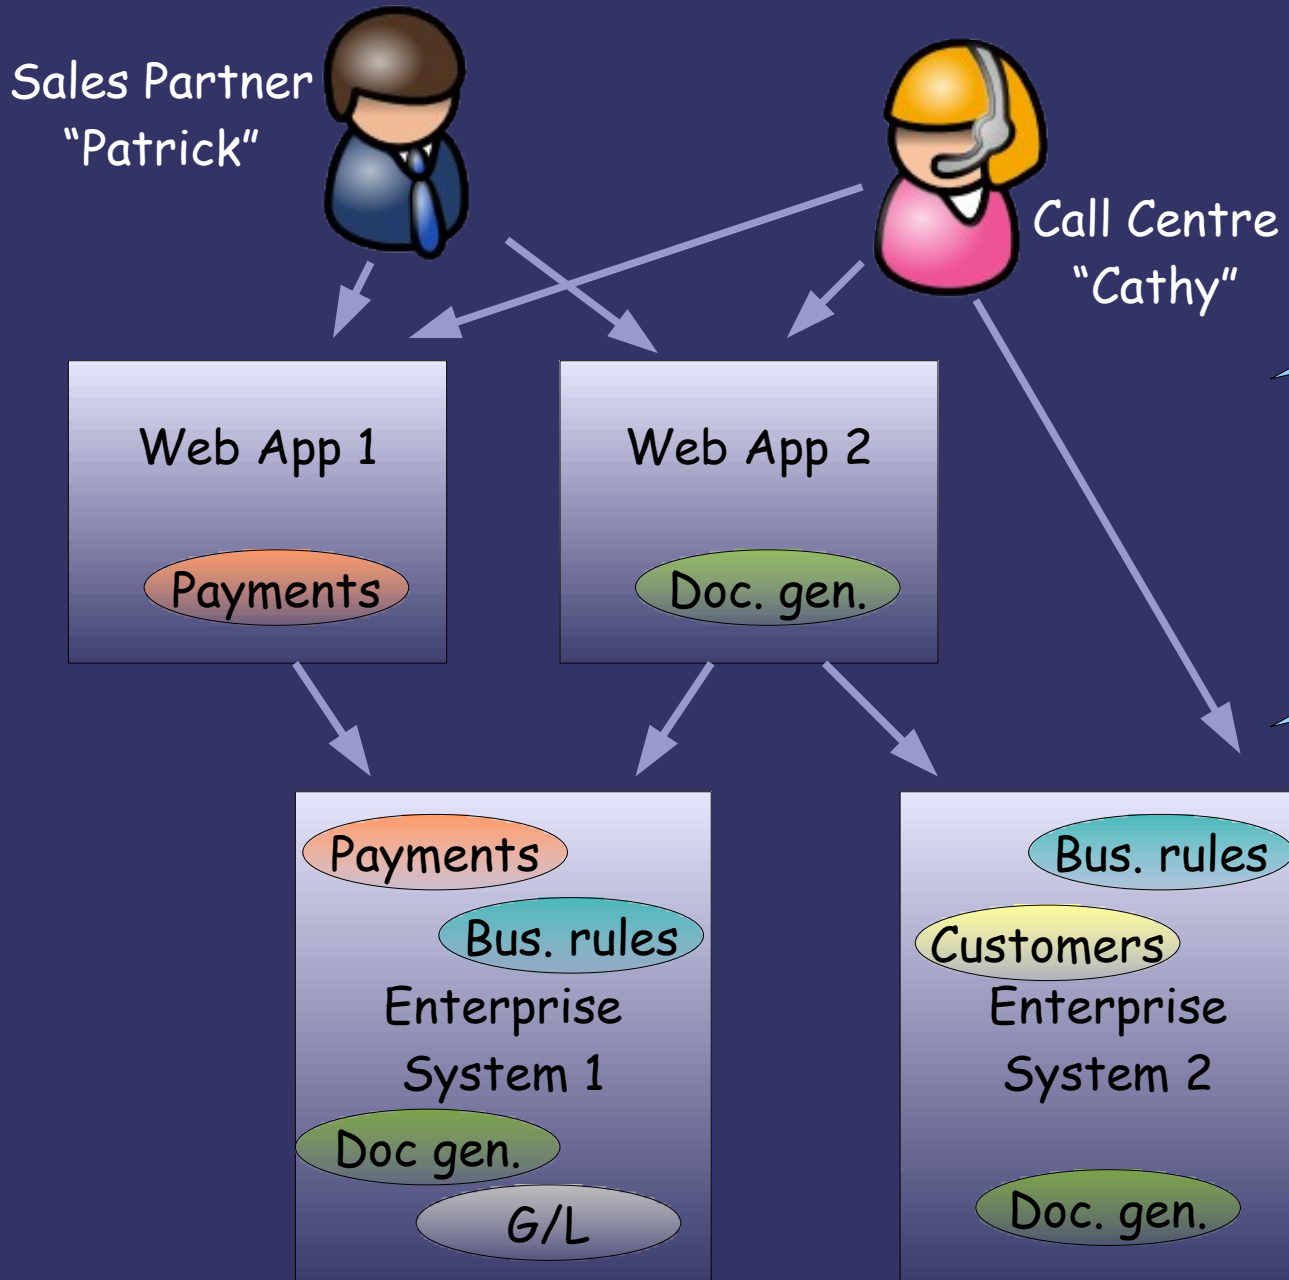 Sales Partner
“Patrick”
Call Centre
“Cathy”
Web App 1
Payments
Web App 2
Doc. gen.
Payments
Bus. rules
Enterprise
System 1
Doc gen.
G/L
Bus. rules
Customers
Enterprise
System 2
Doc. gen.